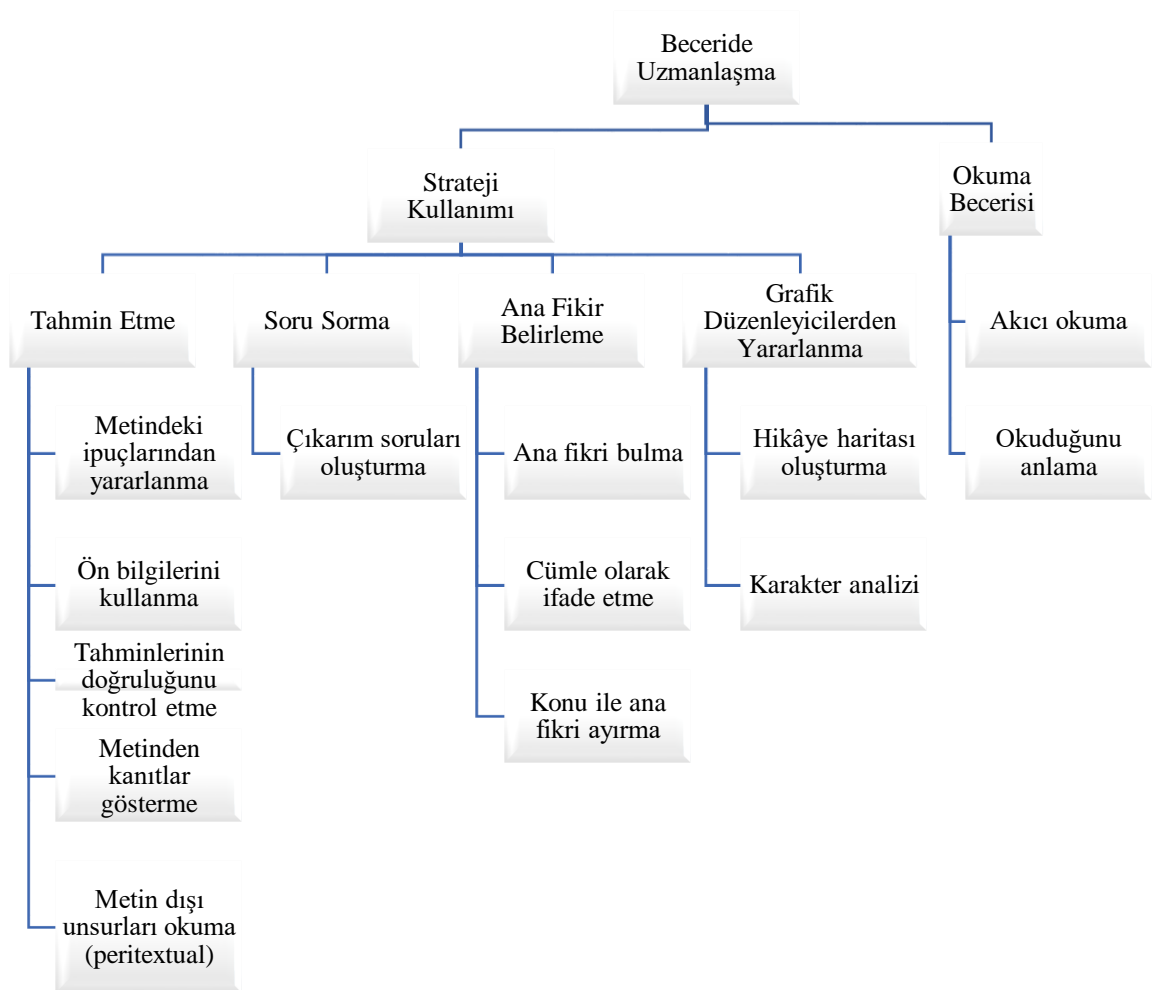 Beceride
Uzmanlaşma
Strateji
Kullanımı
Okuma
Becerisi
Tahmin Etme
Soru Sorma
Ana Fikir
Belirleme
Grafik
Düzenleyicilerden
Yararlanma
Akıcı okuma
Metindeki
ipuçlarından
yararlanma
Çıkarım soruları
oluşturma
Ana fikri bulma
Hikâye haritası
oluşturma
Okuduğunu
anlama
Ön bilgilerini
kullanma
Cümle olarak
ifade etme
Karakter analizi
Tahminlerinin
doğruluğunu
kontrol etme
Konu ile ana
fikri ayırma
Metinden
kanıtlar
gösterme
Metin dışı
unsurları okuma
(peritextual)